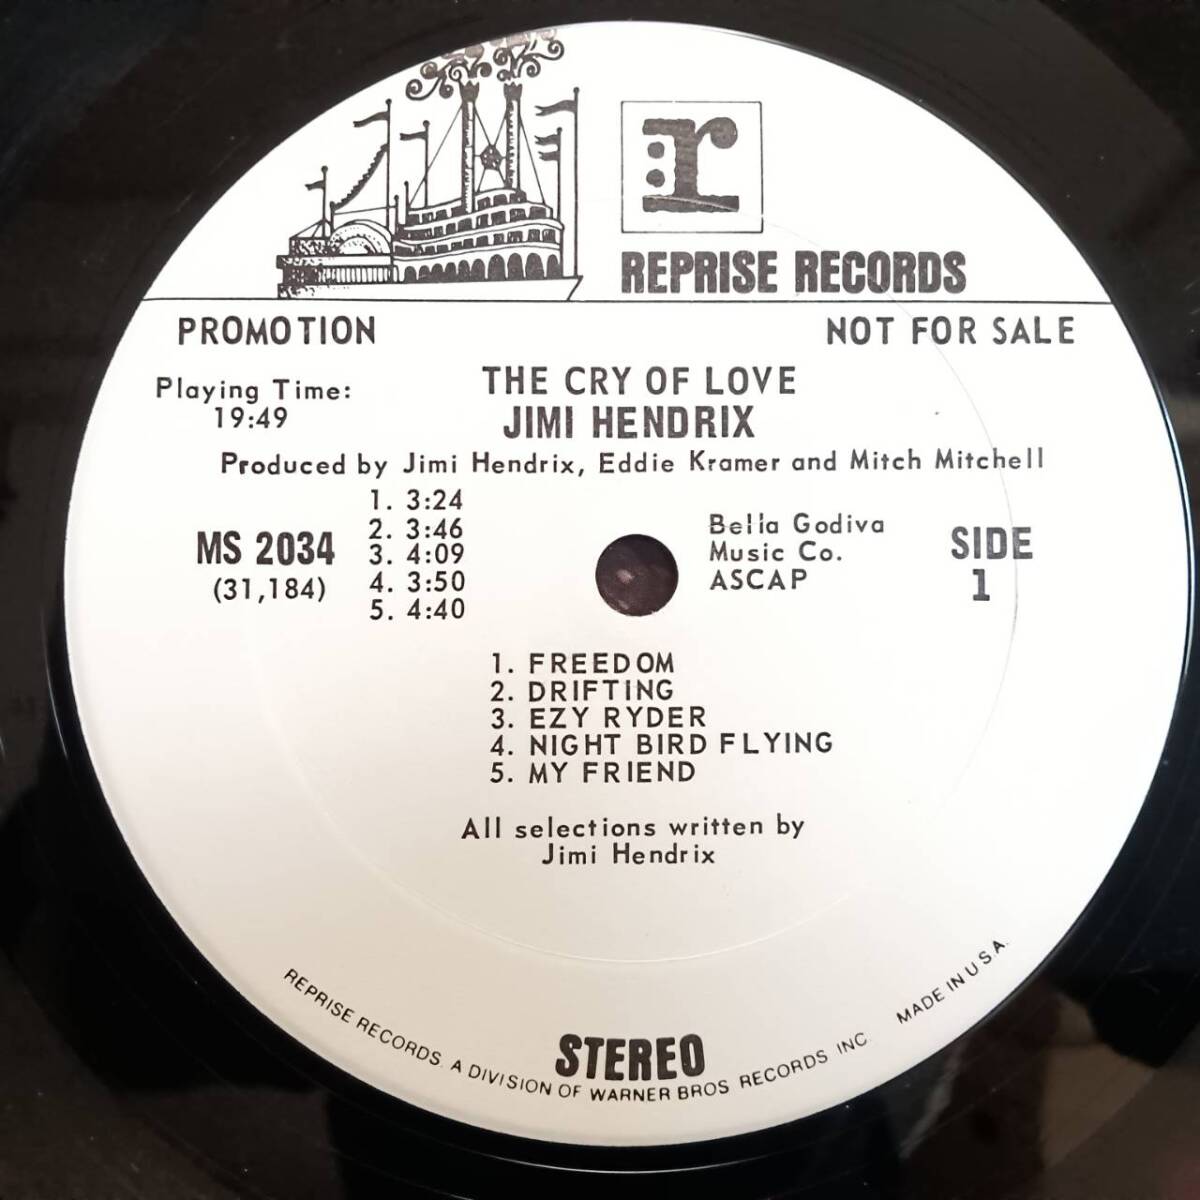 r
REPRISE RECORDS
PROMOTION
NOT FOR SALE
Playing Time:
19:49
THE CRY OF LOVE
JIMI HENDRIX
Produced by Jimi Hendrix, Eddie Kramer and Mitch Mitchell
MS 2034
(31,184)
1. 3:24
2. 3:46
3. 4:09
4. 3:50
5. 4:40
Bella Godiva
Music Co.
ASCAP
SIDE
1
1. FREEDOM
2. DRIFTING
3. EZY RYDER
4. NIGHT BIRD FLYING
5. MY FRIEND
All selections written by
Jimi Hendrix
STEREO
REPRISE RECORDS. A DIVISION OF WARNER BROS RECORDS INC. MADE IN U.S.A.